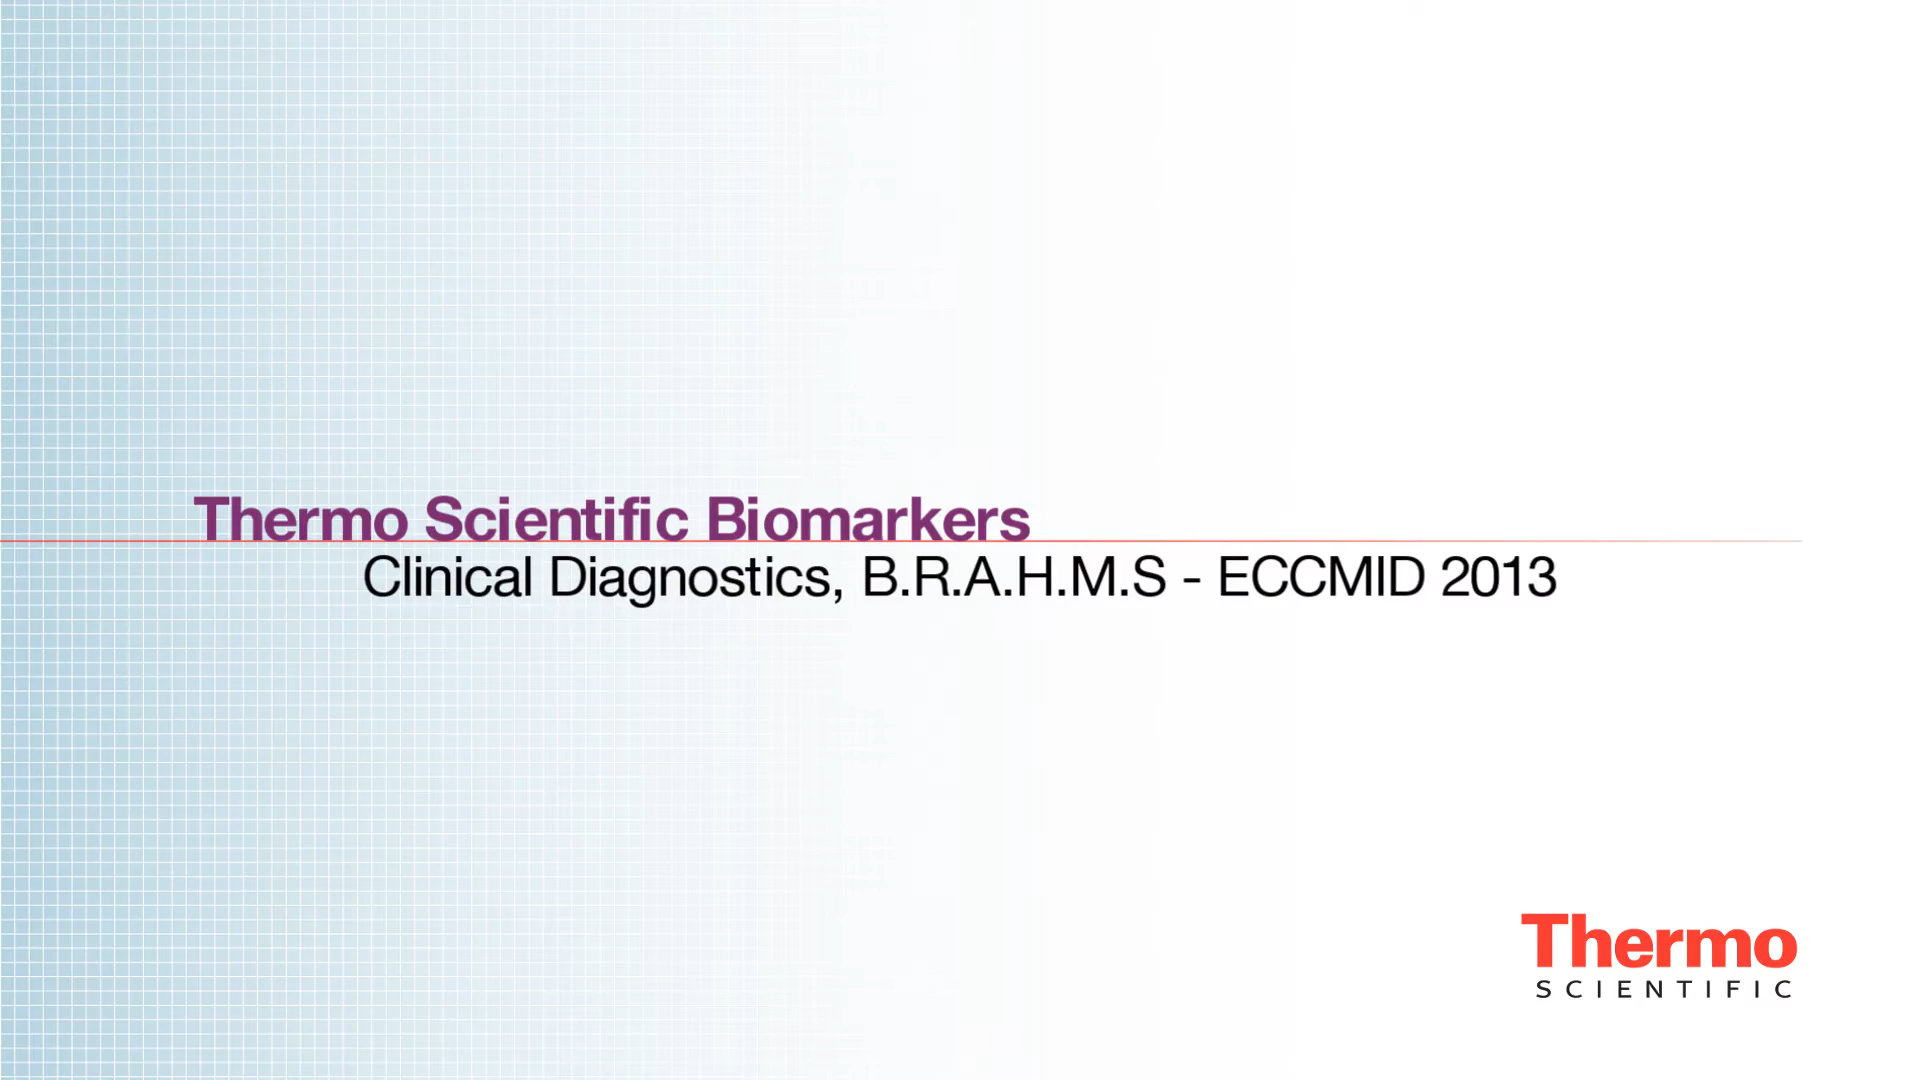 Thermo Scientific Biomarkers
Clinical Diagnostics, B.R.A.H.M.S - ECCMID 2013
Thermo
SCIENTIFIC